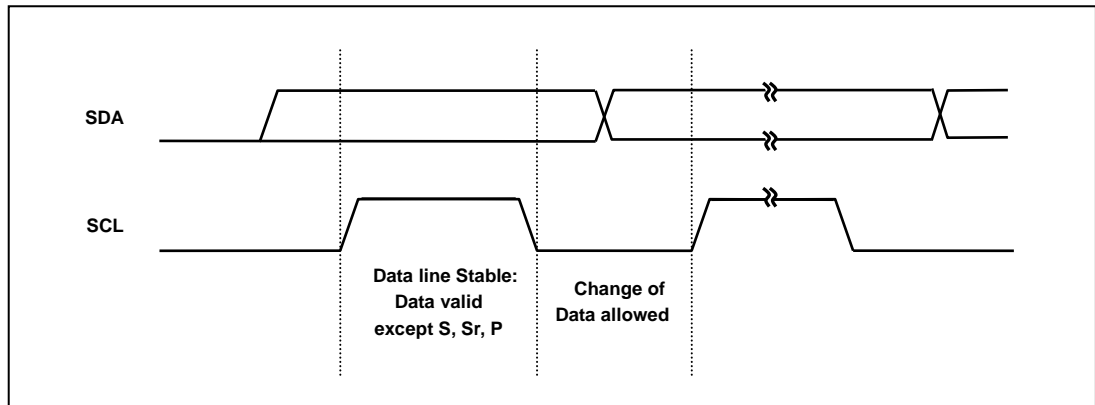 SDA
SCL
Data line Stable:
Data valid
except S, Sr, P
Change of
Data allowed